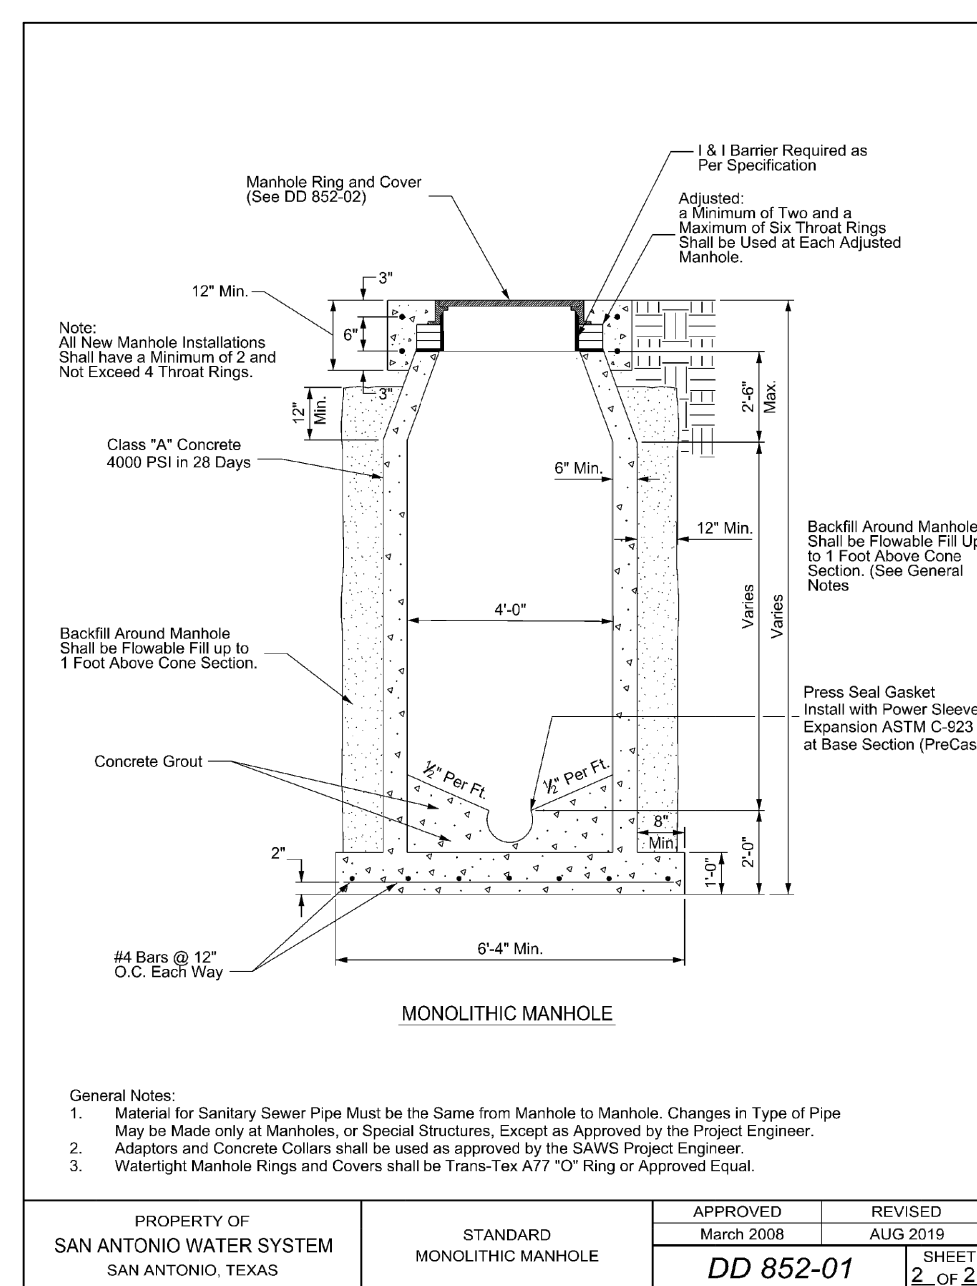 I & I Barrier Required as
Per Specification
Manhole Ring and Cover
(See DD 852-02)
Adjusted:
a Minimum of Two and a
Maximum of Six Throat Rings
Shall be Used at Each Adjusted
Manhole.
3"
12" Min.
6"
Note:
All New Manhole Installations
Shall have a Minimum of 2 and
Not Exceed 4 Throat Rings.
3"
12"
Min.
2'-6"
Max.
Class "A" Concrete
4000 PSI in 28 Days
6" Min.
12" Min.
Backfill Around Manhole
Shall be Flowable Fill Up
to 1 Foot Above Cone
Section. (See General
Notes
4'-0"
Varies
Varies
Backfill Around Manhole
Shall be Flowable Fill up to
1 Foot Above Cone Section.
Press Seal Gasket
Install with Power Sleeve
Expansion ASTM C-923
at Base Section (PreCas
Concrete Grout
½" Per Ft.
½" Per Ft.
8"
Min.
2"
1'-0"
2'-0"
#4 Bars @ 12"
O.C. Each Way
6'-4" Min.
MONOLITHIC MANHOLE
General Notes:
1. Material for Sanitary Sewer Pipe Must be the Same from Manhole to Manhole. Changes in Type of Pipe
May be Made only at Manholes, or Special Structures, Except as Approved by the Project Engineer.
2. Adaptors and Concrete Collars shall be used as approved by the SAWS Project Engineer.
3. Watertight Manhole Rings and Covers shall be Trans-Tex A77 "O" Ring or Approved Equal.
PROPERTY OF
SAN ANTONIO WATER SYSTEM
SAN ANTONIO, TEXAS
STANDARD
MONOLITHIC MANHOLE
APPROVED
March 2008
REVISED
AUG 2019
DD 852-01
SHEET
2 OF 2